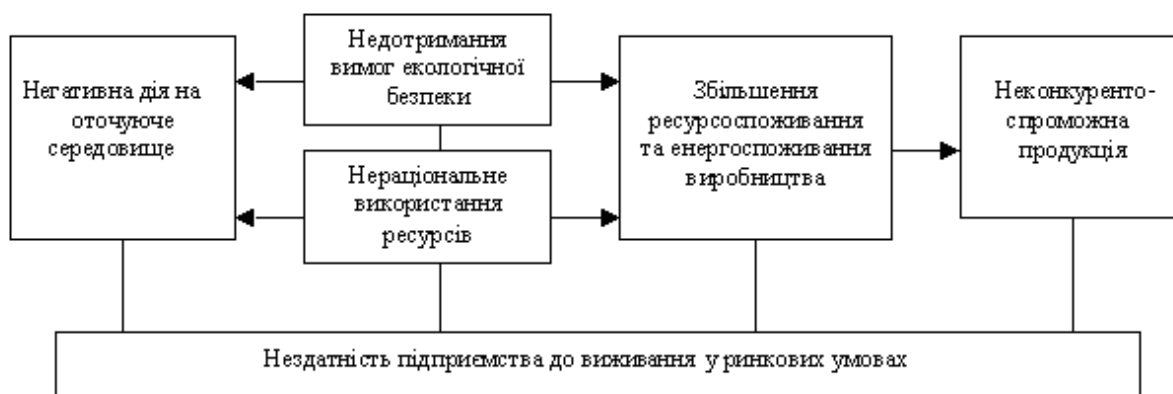 Негативна дія на
оточуюче
середовище
Недотримання
вимог екологічної
безпеки
Нераціональне
використання
ресурсів
Збільшення
ресурсоспоживання
та енергоспоживання
виробництва
Неконкуренто-
спроможна
продукція
Нездатність підприємства до виживання у ринкових умовах